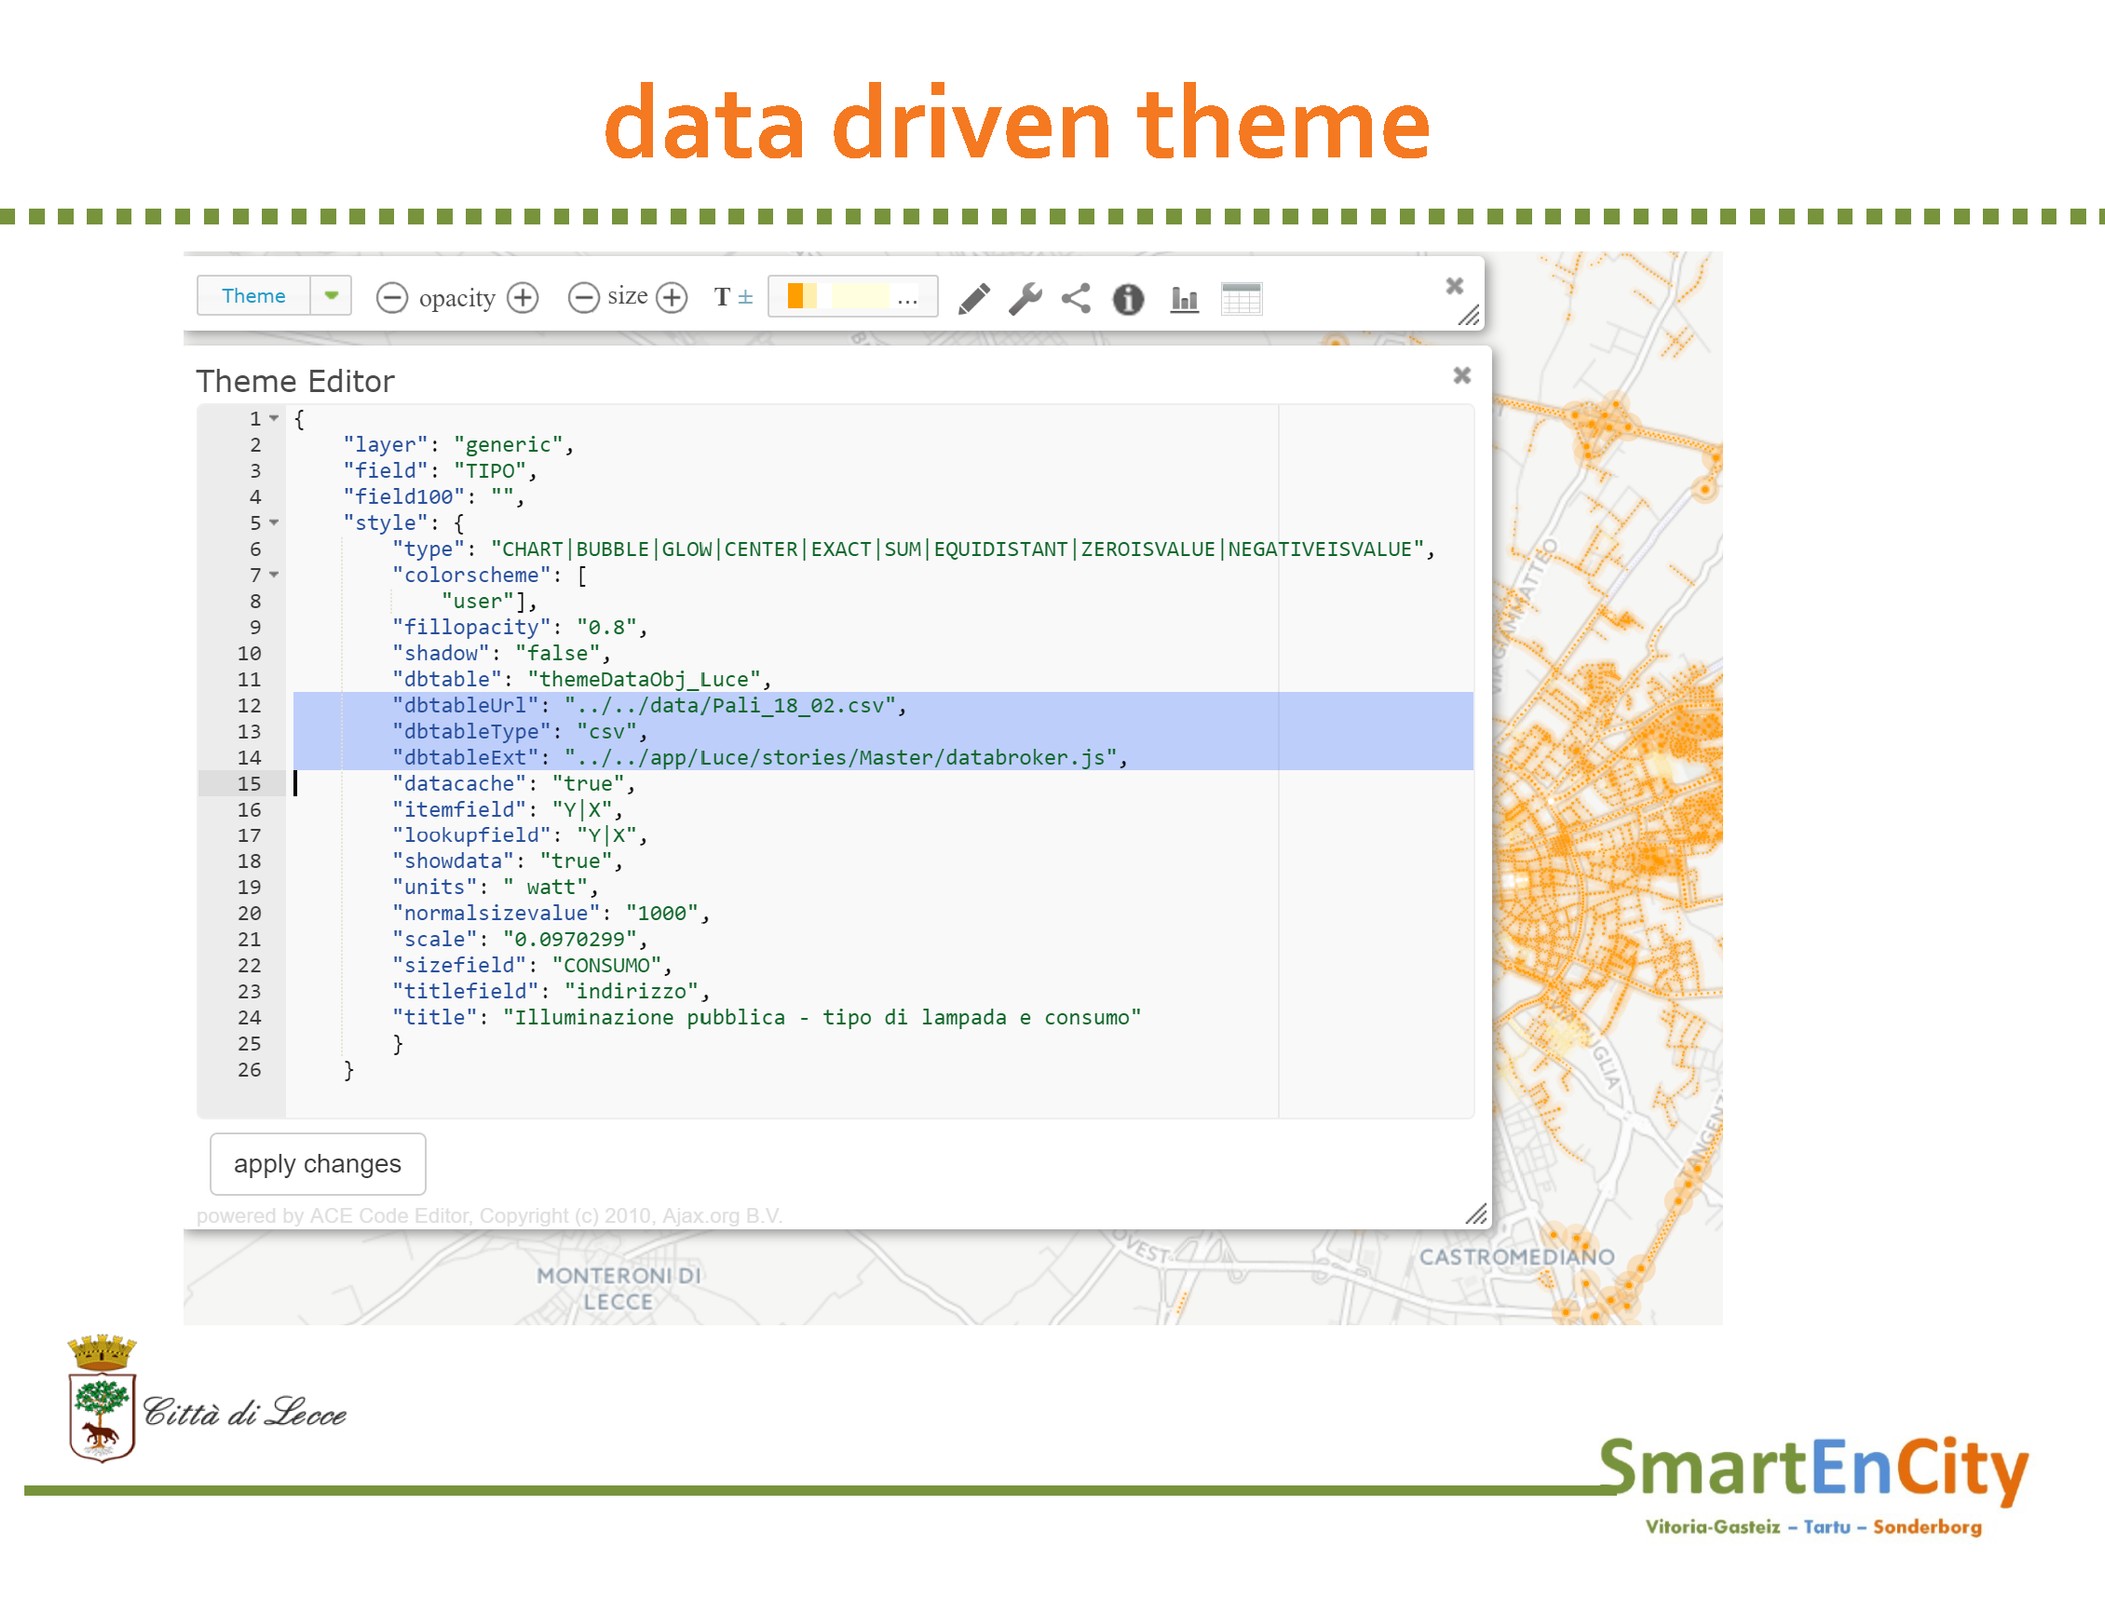 data driven theme
Theme
opacity
size
T ±
...
Theme Editor
1 {
2 "layer": "generic",
3 "field": "TIPO",
4 "field100": "",
5 "style": {
6 "type": "CHART|BUBBLE|GLOW|CENTER|EXACT|SUM|EQUIDISTANT|ZEROISVALUE|NEGATIVEISVALUE",
7 "colorscheme": [
8 "user"],
9 "fillopacity": "0.8",
10 "shadow": "false",
11 "dbtable": "themeDataObj_Luce",
12 "dbtableUrl": "../../data/Pali_18_02.csv",
13 "dbtableType": "csv",
14 "dbtableExt": "../../app/Luce/stories/Master/databroker.js",
15 "datacache": "true",
16 "itemfield": "Y|X",
17 "lookupfield": "Y|X",
18 "showdata": "true",
19 "units": " watt",
20 "normalsizevalue": "1000",
21 "scale": "0.0970299",
22 "sizefield": "CONSUMO",
23 "titlefield": "indirizzo",
24 "title": "Illuminazione pubblica - tipo di lampada e consumo"
25 }
26 }
apply changes
powered by ACE Code Editor, Copyright (c) 2010, Ajax.org B.V.
VIA GIAMMATTEO
OVEST
CASTROMEDIANO
MONTERONI DI
LECCE
Città di Lecce
SmartEnCity
Vitoria-Gasteiz – Tartu – Sonderborg